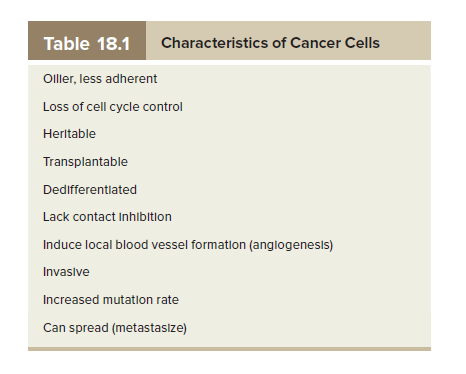 Table 18.1 Characteristics of Cancer Cells
Oilier, less adherent
Loss of cell cycle control
Heritable
Transplantable
Dedifferentiated
Lack contact inhibition
Induce local blood vessel formation (angiogenesis)
Invasive
Increased mutation rate
Can spread (metastasize)